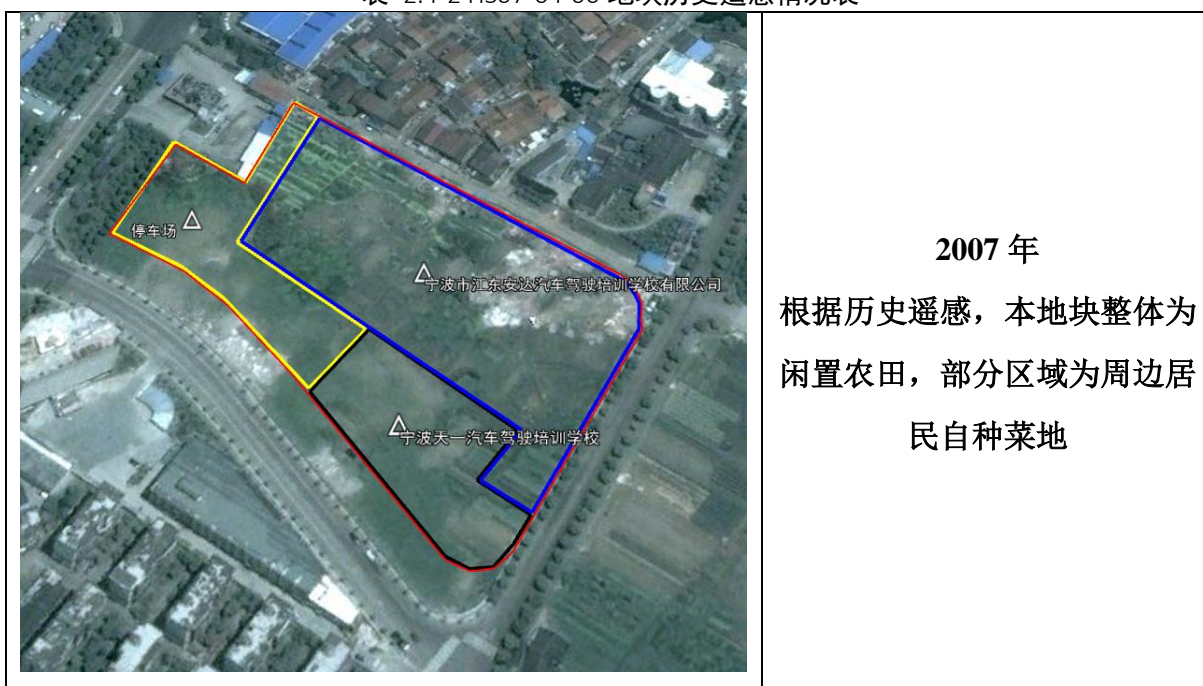 停车场
宁波市江东安达汽车驾驶培训学校有限公司
宁波天一汽车驾驶培训学校
2007 年
根据历史遥感，本地块整体为
闲置农田，部分区域为周边居
民自种菜地